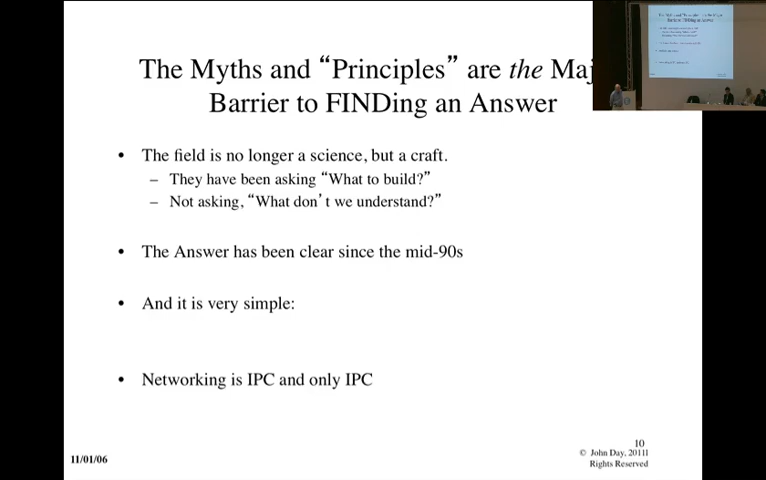 The Myths and “Principles” are the Maj
Barrier to FINDing an Answer
• The field is no longer a science, but a craft.
– They have been asking “What to build?”
– Not asking, “What don’t we understand?”
• The Answer has been clear since the mid-90s
• And it is very simple:
• Networking is IPC and only IPC
11/01/06
10
© John Day, 2011l
Rights Reserved